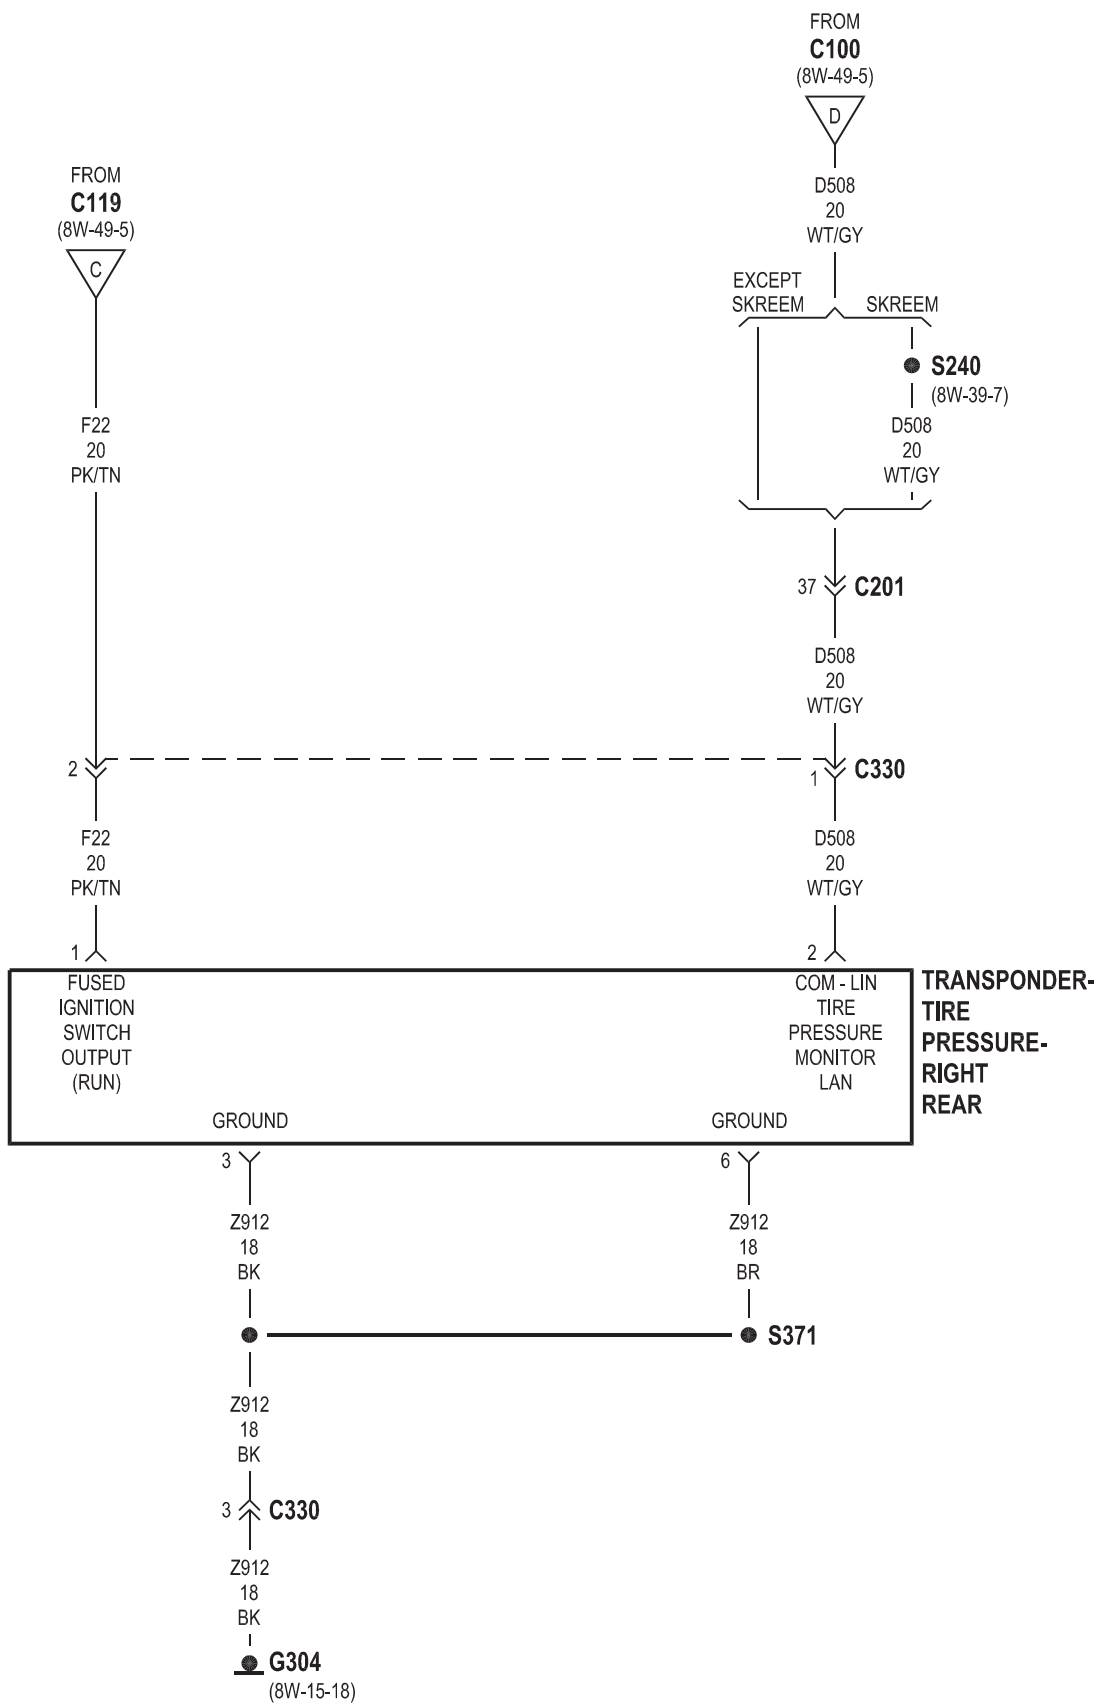 FROM
C100
(8W-49-5)
D
D508
20
WT/GY
FROM
C119
(8W-49-5)
C
EXCEPT
SKREEM
SKREEM
S240
(8W-39-7)
F22
20
PK/TN
D508
20
WT/GY
37
C201
D508
20
WT/GY
2
1
C330
F22
20
PK/TN
D508
20
WT/GY
1
2
FUSED
IGNITION
SWITCH
OUTPUT
(RUN)
COM - LIN
TIRE
PRESSURE
MONITOR
LAN
TRANSPONDER-
TIRE
PRESSURE-
RIGHT
REAR
GROUND
GROUND
3
6
Z912
18
BK
Z912
18
BR
S371
Z912
18
BK
3
C330
Z912
18
BK
G304
(8W-15-18)